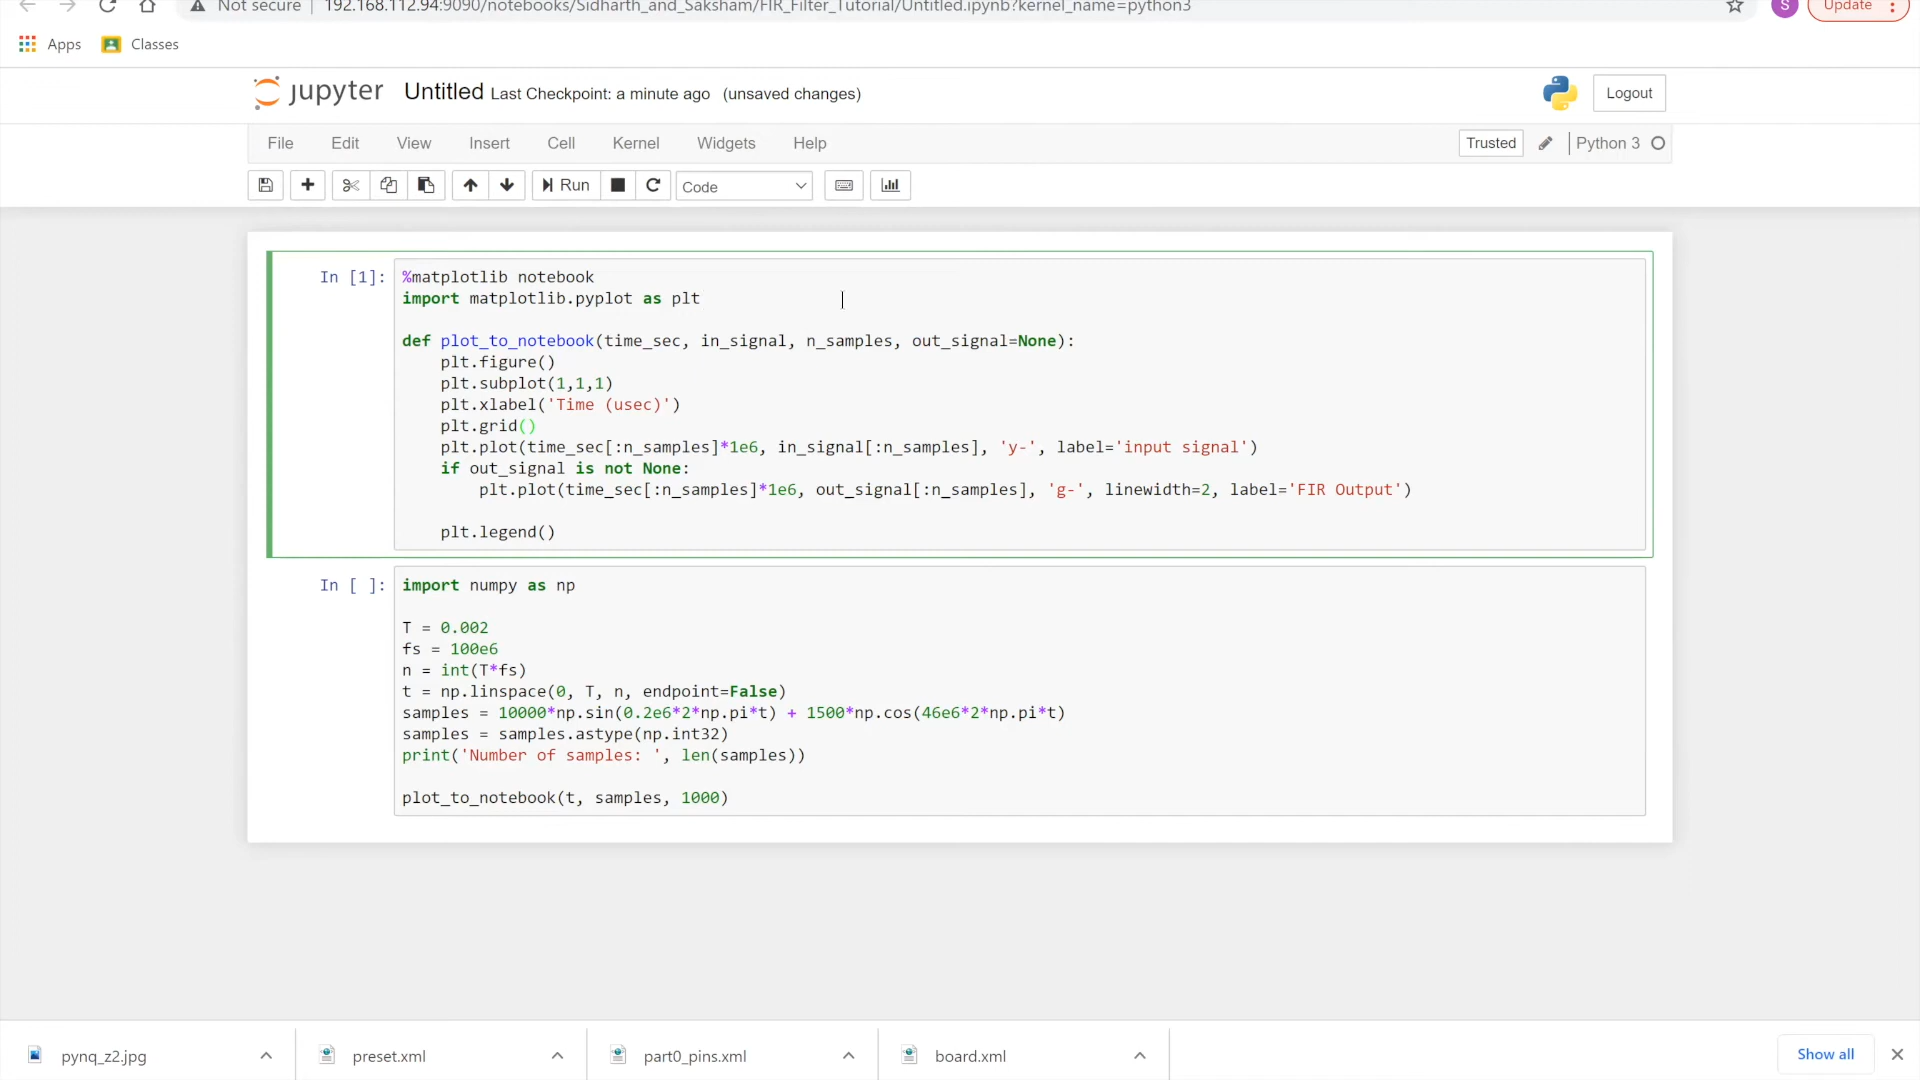 Not secure | 192.168.112.94:9090/notebooks/Sidharth_and_Saksham/FIR_Filter_Tutorial/Untitled.ipynb?kernel_name=python3
S
Update
Apps
Classes
jupyter Untitled Last Checkpoint: a minute ago (unsaved changes)
Logout
File Edit View Insert Cell Kernel Widgets Help
Trusted
Python 3
Run
Code
In [1]:
%matplotlib notebook
import matplotlib.pyplot as plt
def plot_to_notebook(time_sec, in_signal, n_samples, out_signal=None):
    plt.figure()
    plt.subplot(1,1,1)
    plt.xlabel('Time (usec)')
    plt.grid()
    plt.plot(time_sec[:n_samples]*1e6, in_signal[:n_samples], 'y-', label='input signal')
    if out_signal is not None:
        plt.plot(time_sec[:n_samples]*1e6, out_signal[:n_samples], 'g-', linewidth=2, label='FIR Output')
    plt.legend()
In [ ]:
import numpy as np
T = 0.002
fs = 100e6
n = int(T*fs)
t = np.linspace(0, T, n, endpoint=False)
samples = 10000*np.sin(0.2e6*2*np.pi*t) + 1500*np.cos(46e6*2*np.pi*t)
samples = samples.astype(np.int32)
print('Number of samples: ', len(samples))
plot_to_notebook(t, samples, 1000)
pynq_z2.jpg
preset.xml
part0_pins.xml
board.xml
Show all